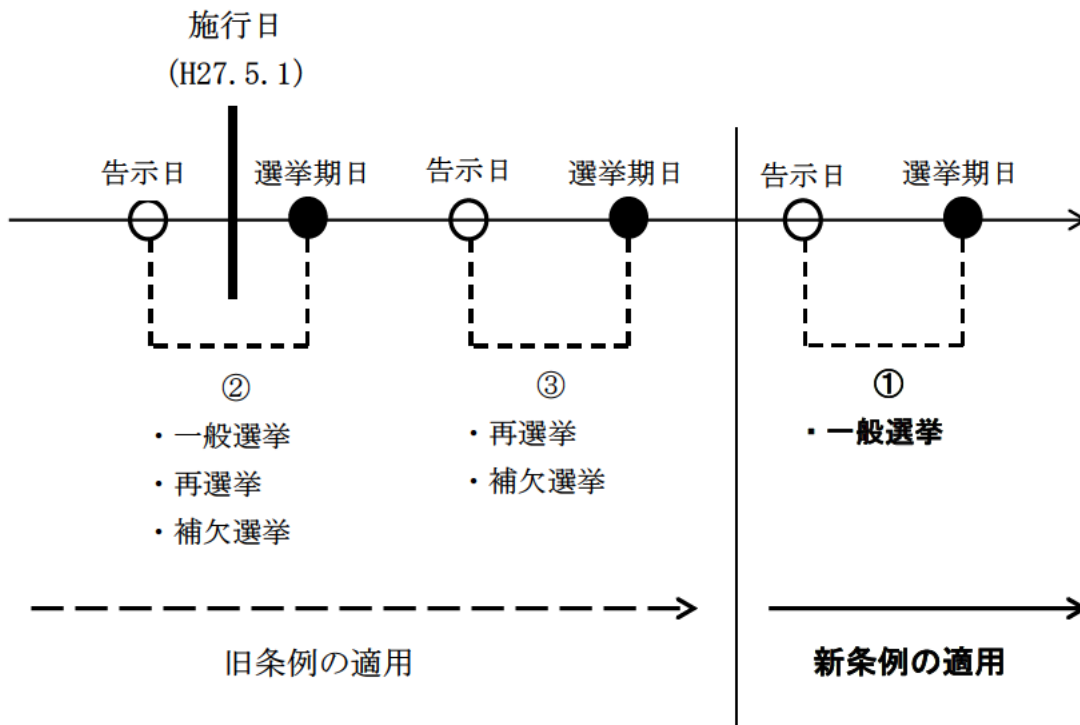 施行日
(H27.5.1)
告示日
選挙期日
告示日
選挙期日
告示日
選挙期日
②
・一般選挙
・再選挙
・補欠選挙
③
・再選挙
・補欠選挙
①
・一般選挙
旧条例の適用
新条例の適用